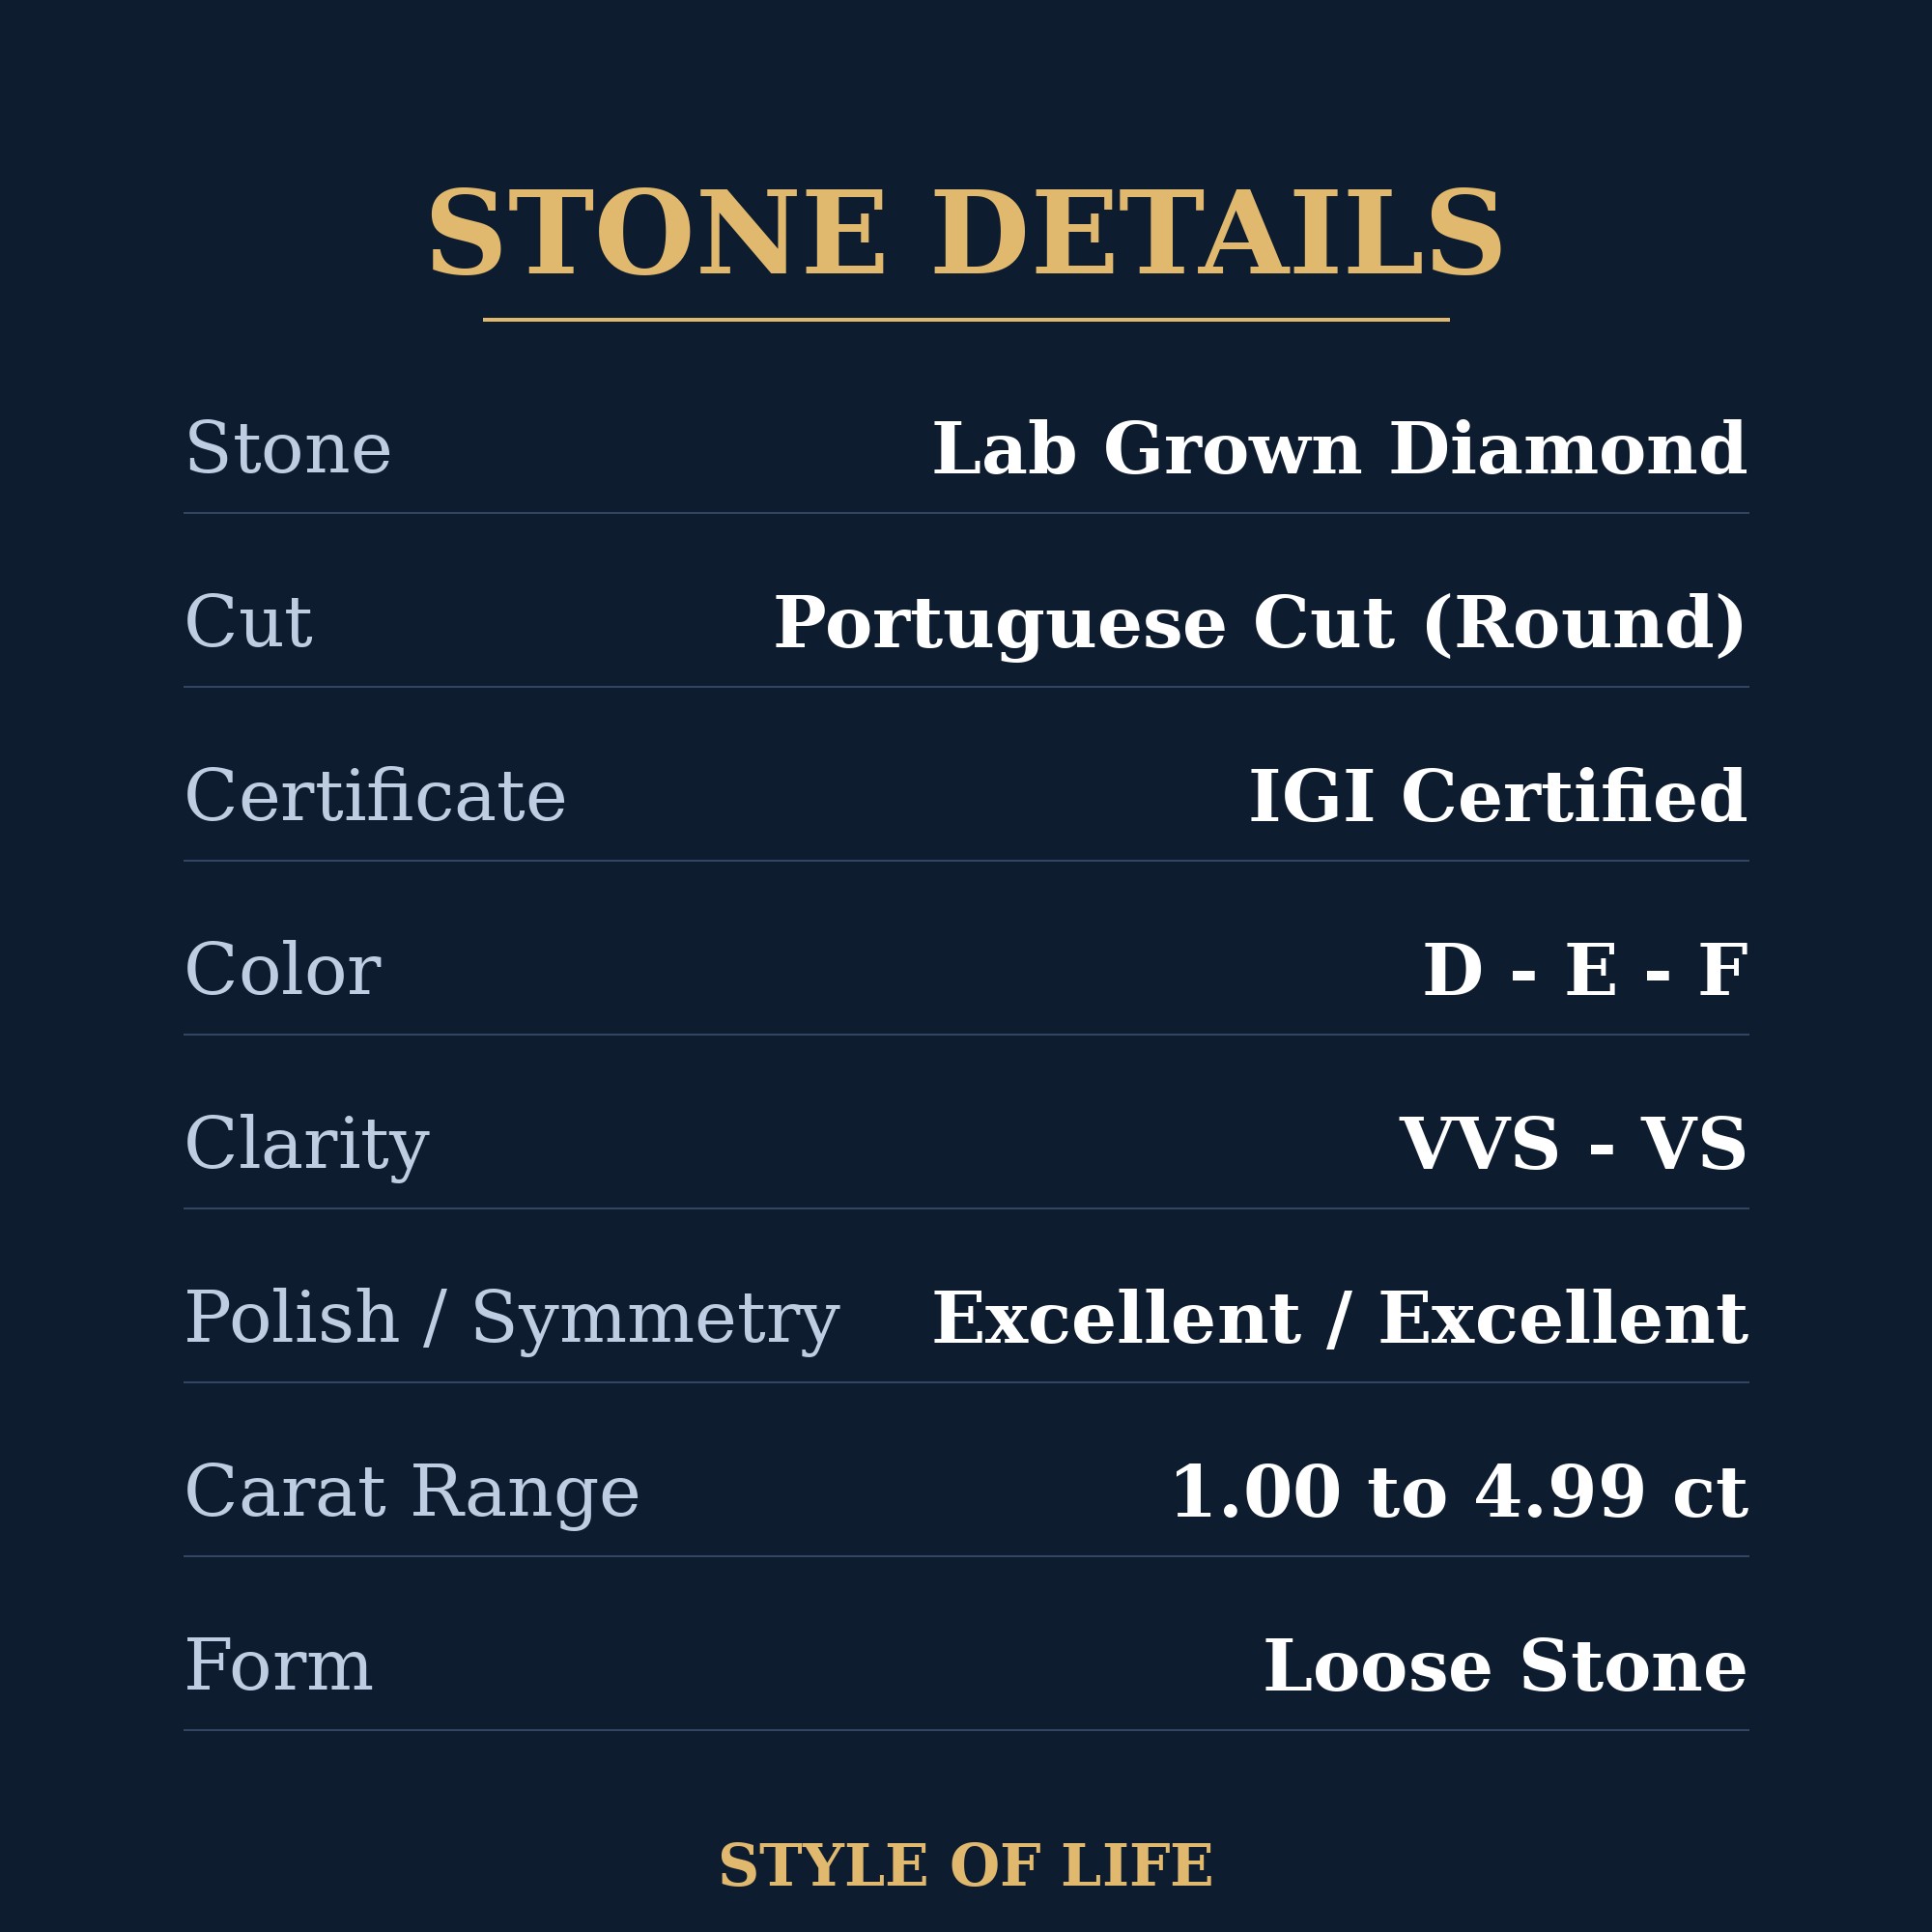 STONE DETAILS
Stone Lab Grown Diamond
Cut Portuguese Cut (Round)
Certificate IGI Certified
Color D - E - F
Clarity VVS - VS
Polish / Symmetry Excellent / Excellent
Carat Range 1.00 to 4.99 ct
Form Loose Stone
STYLE OF LIFE